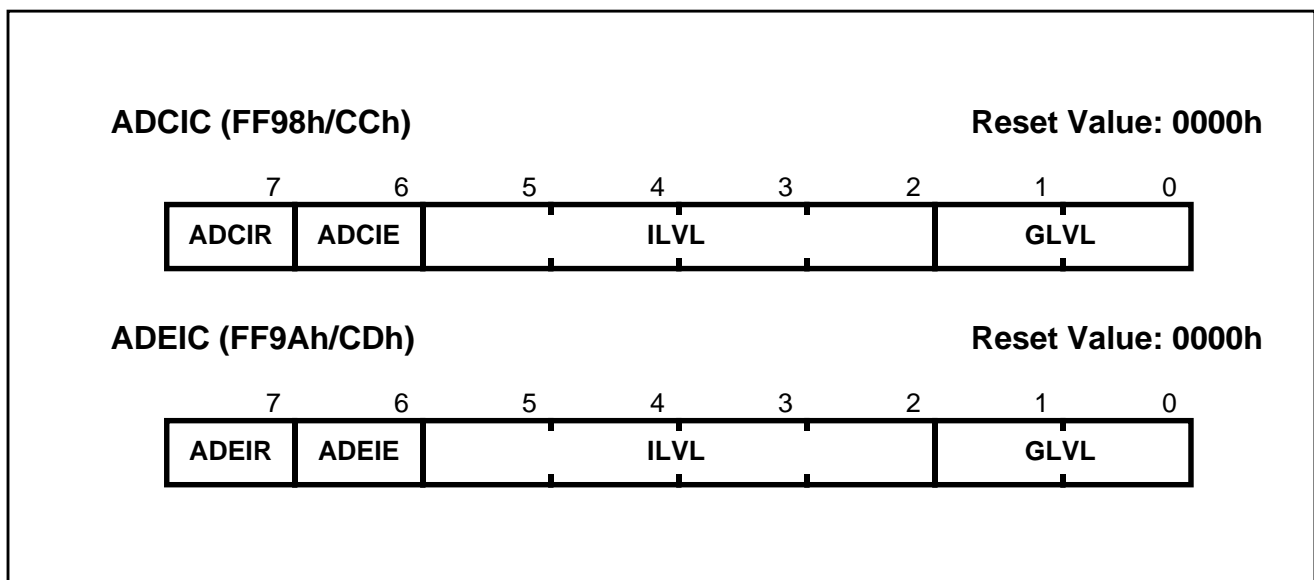 ADCIC (FF98h/CCh) Reset Value: 0000h
7 6 5 4 3 2 1 0
ADCIR ADCIE ILVL GLVL
ADEIC (FF9Ah/CDh) Reset Value: 0000h
7 6 5 4 3 2 1 0
ADEIR ADEIE ILVL GLVL